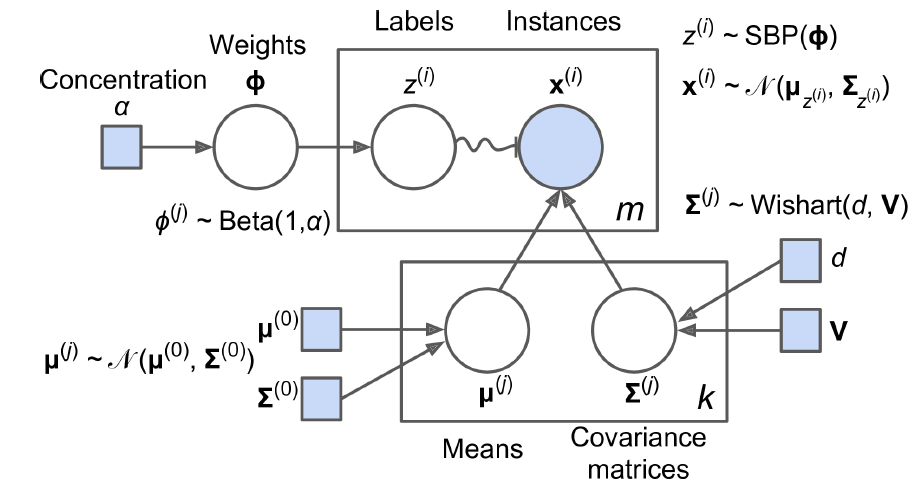 Labels
Instances
z⁽ⁱ⁾ ~ SBP(ϕ)
Weights
ϕ
z⁽ⁱ⁾
x⁽ⁱ⁾
x⁽ⁱ⁾ ~ 𝒩(μ_z⁽ⁱ⁾, Σ_z⁽ⁱ⁾)
Concentration
α
m
ϕ⁽ʲ⁾ ~ Beta(1,α)
Σ⁽ʲ⁾ ~ Wishart(d, V)
d
μ⁽⁰⁾
V
μ⁽ʲ⁾ ~ 𝒩(μ⁽⁰⁾, Σ⁽⁰⁾)
Σ⁽⁰⁾
μ⁽ʲ⁾
Σ⁽ʲ⁾
k
Means
Covariance
matrices